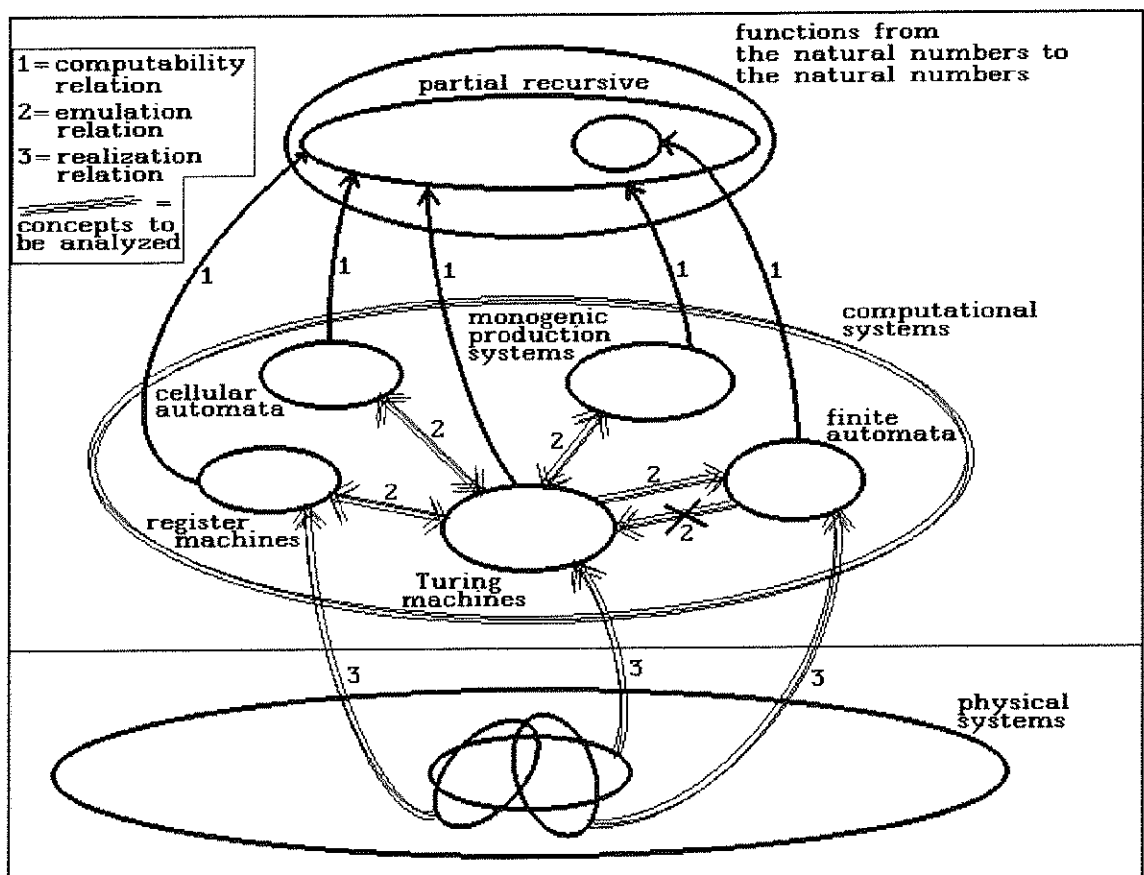 functions from
the natural numbers to
the natural numbers
1= computability
relation
2= emulation
relation
3= realization
relation
=
concepts to
be analyzed
partial recursive
1
1
1
1
1
computational
systems
monogenic
production
systems
cellular
automata
finite
automata
2
2
2
2
2
register
machines
Turing
machines
3
3
3
physical
systems